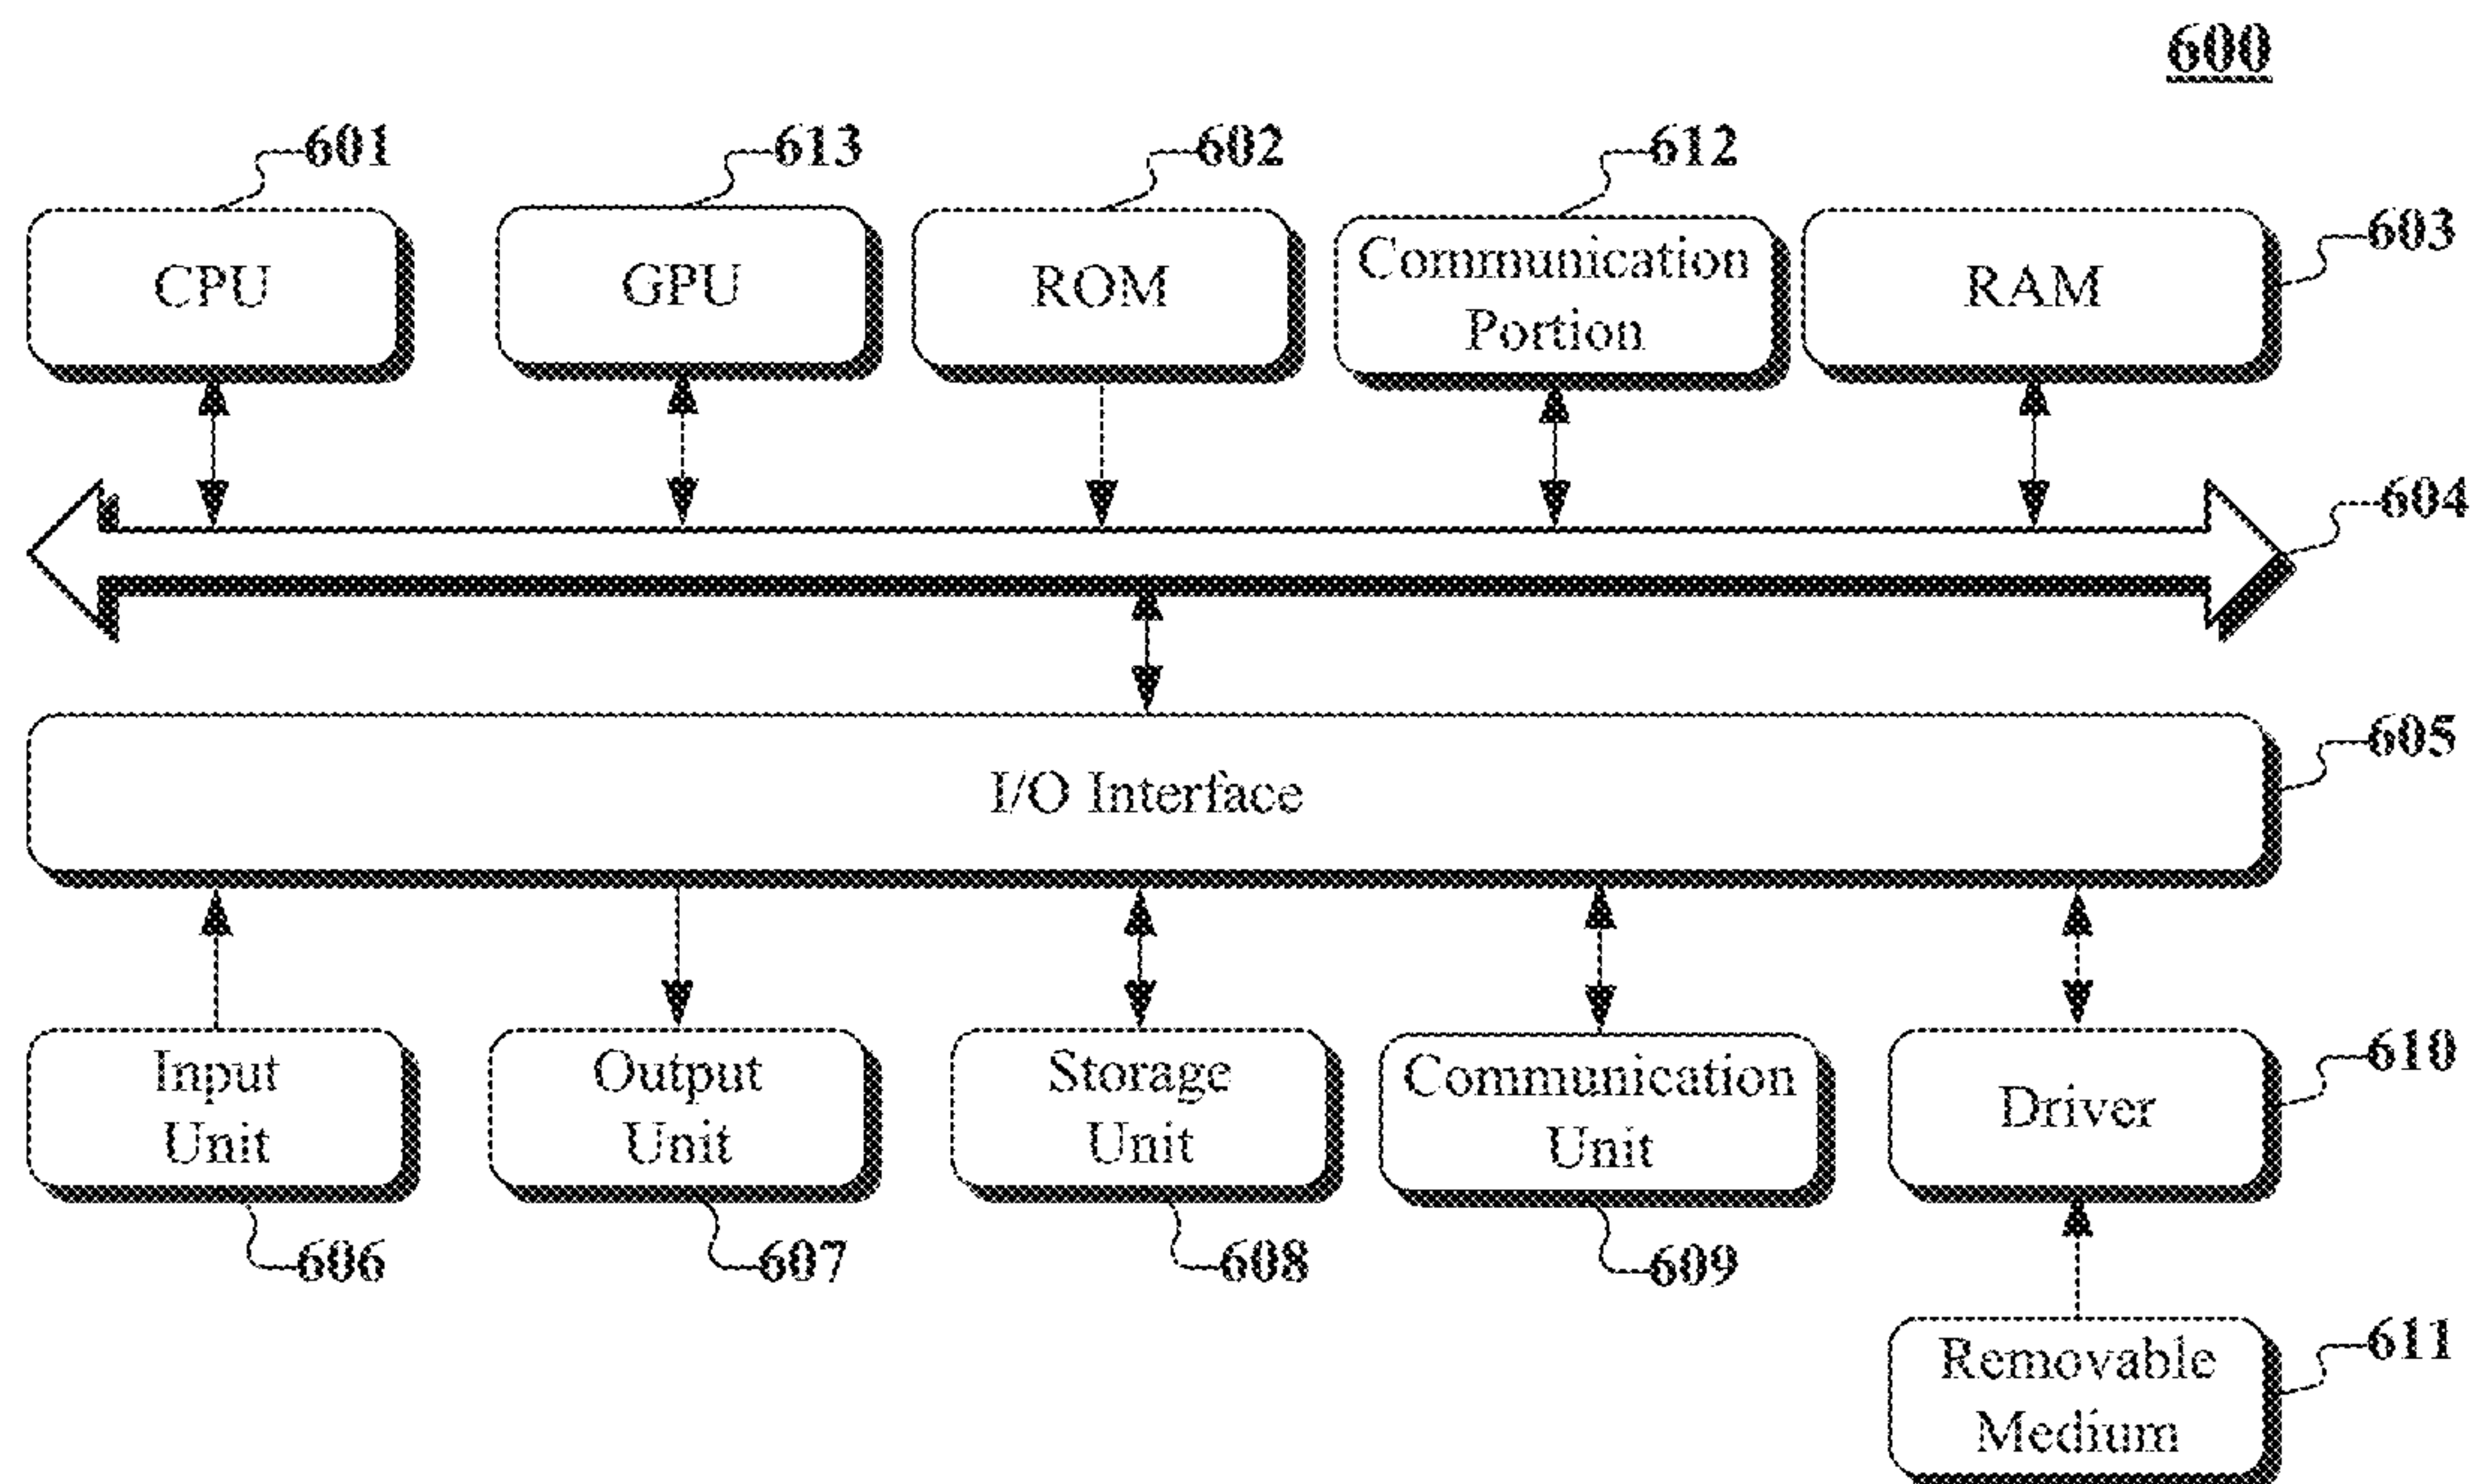 600
601
613
602
612
CPU
GPU
ROM
Communication
Portion
RAM
603
604
I/O Interface
605
Input
Unit
Output
Unit
Storage
Unit
Communication
Unit
Driver
610
606
607
608
609
Removable
Medium
611